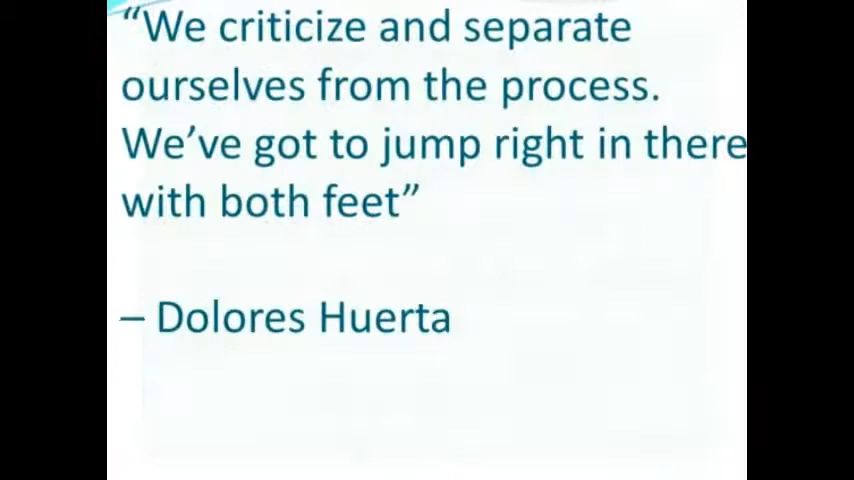 “We criticize and separate
ourselves from the process.
We’ve got to jump right in there
with both feet”
– Dolores Huerta